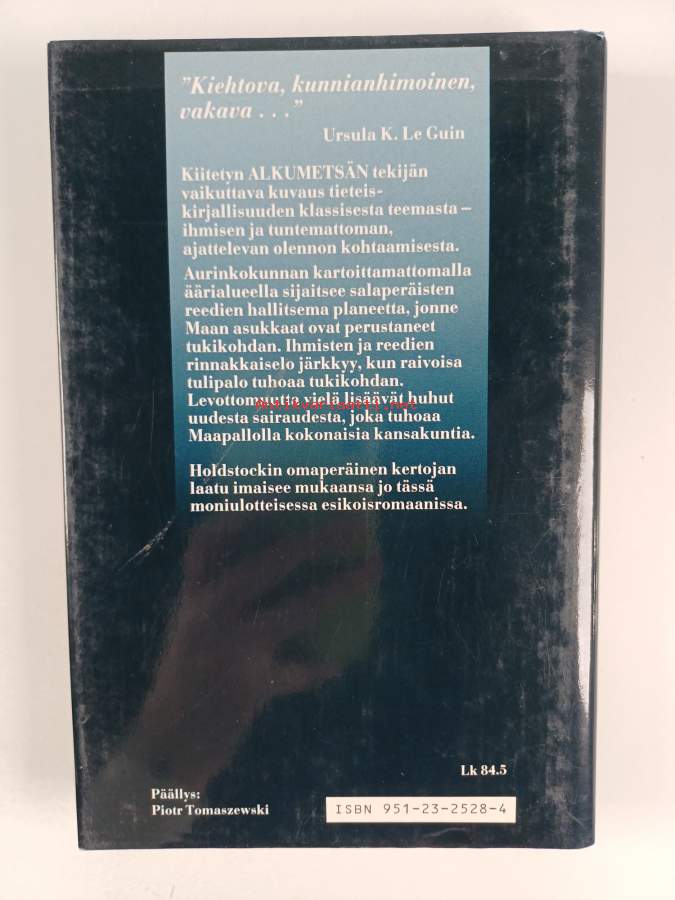 "Kiehtova, kunnianhimoinen,
vakava . . ."
Ursula K. Le Guin
Kiitetyn ALKUMETSÄN tekijän
vaikuttava kuvaus tieteis-
kirjallisuuden klassisesta teemasta –
ihmisen ja tuntemattoman,
ajattelevan olennon kohtaamisesta.
Aurinkokunnan kartoittamattomalla
äärialueella sijaitsee salaperäisten
reedien hallitsema planeetta, jonne
Maan asukkaat ovat perustaneet
tukikohdan. Ihmisten ja reedien
rinnakkaiselo järkkyy, kun raivoisa
tulipalo tuhoaa tukikohdan.
Levottomuutta vielä lisäävät huhut
Antikvariaatti.net
uudesta sairaudesta, joka tuhoaa
Maapallolla kokonaisia kansakuntia.
Holdstockin omaperäinen kertojan
laatu imaisee mukaansa jo tässä
moniulotteisessa esikoisromaanissa.
Lk 84.5
Päällys:
Piotr Tomaszewski
ISBN 951-23-2528-4